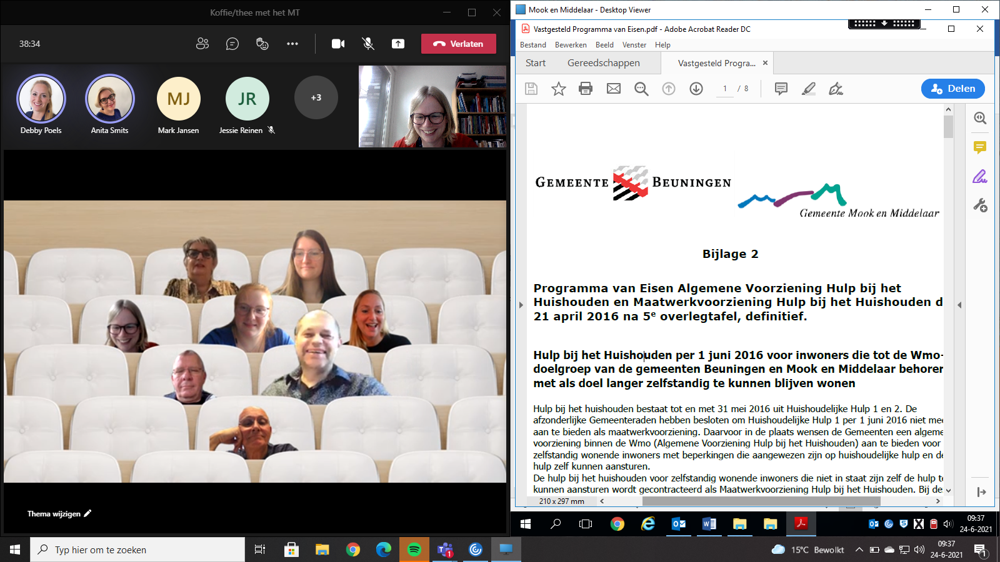 Koffie/thee met het MT
38:34
Verlaten
Debby Poels
Anita Smits
MJ
Mark Jansen
JR
Jessie Reinen
+3
Thema wijzigen
Mook en Middelaar - Desktop Viewer
Vastgesteld Programma van Eisen.pdf - Adobe Acrobat Reader DC
Bestand Bewerken Beeld Venster Help
Start Gereedschappen Vastgesteld Progra... ×
1 / 8
Delen
GEMEENTE BEUNINGEN
Gemeente Mook en Middelaar
Bijlage 2
Programma van Eisen Algemene Voorziening Hulp bij het
Huishouden en Maatwerkvoorziening Hulp bij het Huishouden d
21 april 2016 na 5e overlegtafel, definitief.
Hulp bij het Huishouden per 1 juni 2016 voor inwoners die tot de Wmo-
doelgroep van de gemeenten Beuningen en Mook en Middelaar behoren
met als doel langer zelfstandig te kunnen blijven wonen
Hulp bij het huishouden bestaat tot en met 31 mei 2016 uit Huishoudelijke Hulp 1 en 2. De
afzonderlijke Gemeenteraden hebben besloten om Huishoudelijke Hulp 1 per 1 juni 2016 niet mee
aan te bieden als maatwerkvoorziening. Daarvoor in de plaats wensen de Gemeenten een algeme
voorziening binnen de Wmo (Algemene Voorziening Hulp bij het Huishouden) aan te bieden voor
zelfstandig wonende inwoners met beperkingen die aangewezen zijn op huishoudelijke hulp en de
hulp zelf kunnen aansturen.
De hulp bij het huishouden voor zelfstandig wonende inwoners die niet in staat zijn zelf de hulp te
kunnen aansturen wordt gecontracteerd als Maatwerkvoorziening Hulp bij het Huishouden. Bij de
210 x 297 mm
09:37
24-6-2021
Typ hier om te zoeken
1
15°C Bewolkt
09:37
24-6-2021
1